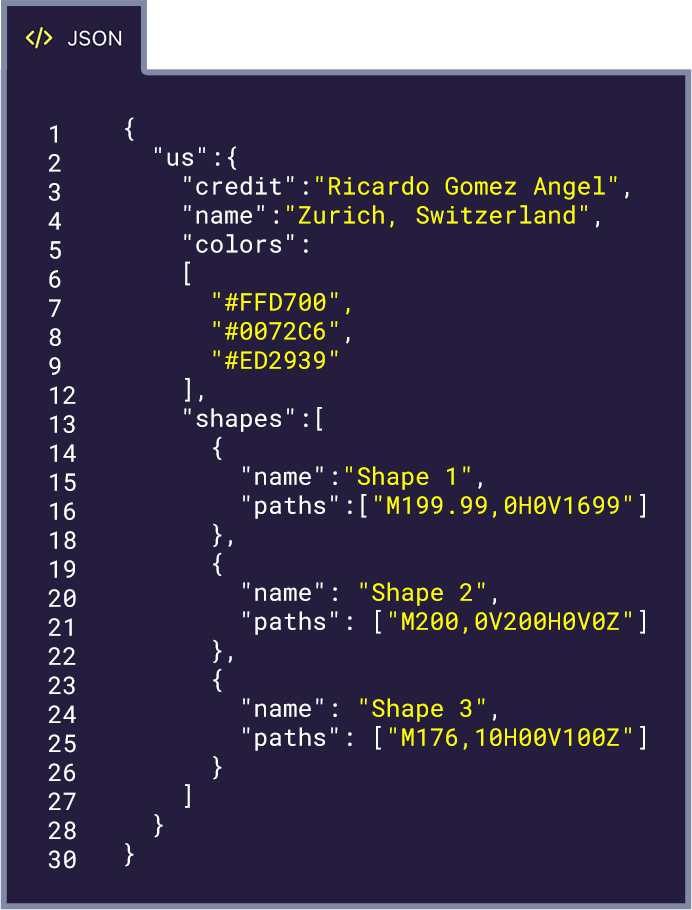 </> JSON
1 {
2 "us":{
3 "credit":"Ricardo Gomez Angel",
4 "name":"Zurich, Switzerland",
5 "colors":
6 [
7 "#FFD700",
8 "#0072C6",
9 "#ED2939"
12 ],
13 "shapes":[
14 {
15 "name":"Shape 1",
16 "paths":["M199.99,0H0V1699"]
18 },
19 {
20 "name": "Shape 2",
21 "paths": ["M200,0V200H0V0Z"]
22 },
23 {
24 "name": "Shape 3",
25 "paths": ["M176,10H00V100Z"]
26 }
27 ]
28 }
30 }